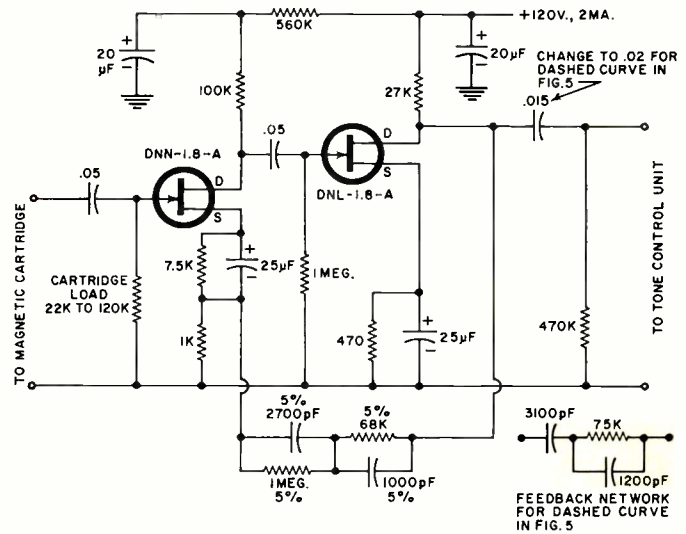 +120V., 2MA.
560K
+
20
µF
−
+
20µF
−
CHANGE TO .02 FOR
DASHED CURVE IN
FIG.5
100K
27K
.015
.05
D
S
DNN-1.8-A
D
S
DNL-1.8-A
.05
TO MAGNETIC CARTRIDGE
CARTRIDGE
LOAD
22K TO 120K
7.5K
+
25µF
−
1MEG.
1K
470
+
25µF
−
470K
TO TONE CONTROL UNIT
5%
2700pF
5%
68K
1MEG.
5%
1000pF
5%
3100pF
75K
1200pF
FEEDBACK NETWORK
FOR DASHED CURVE
IN FIG. 5